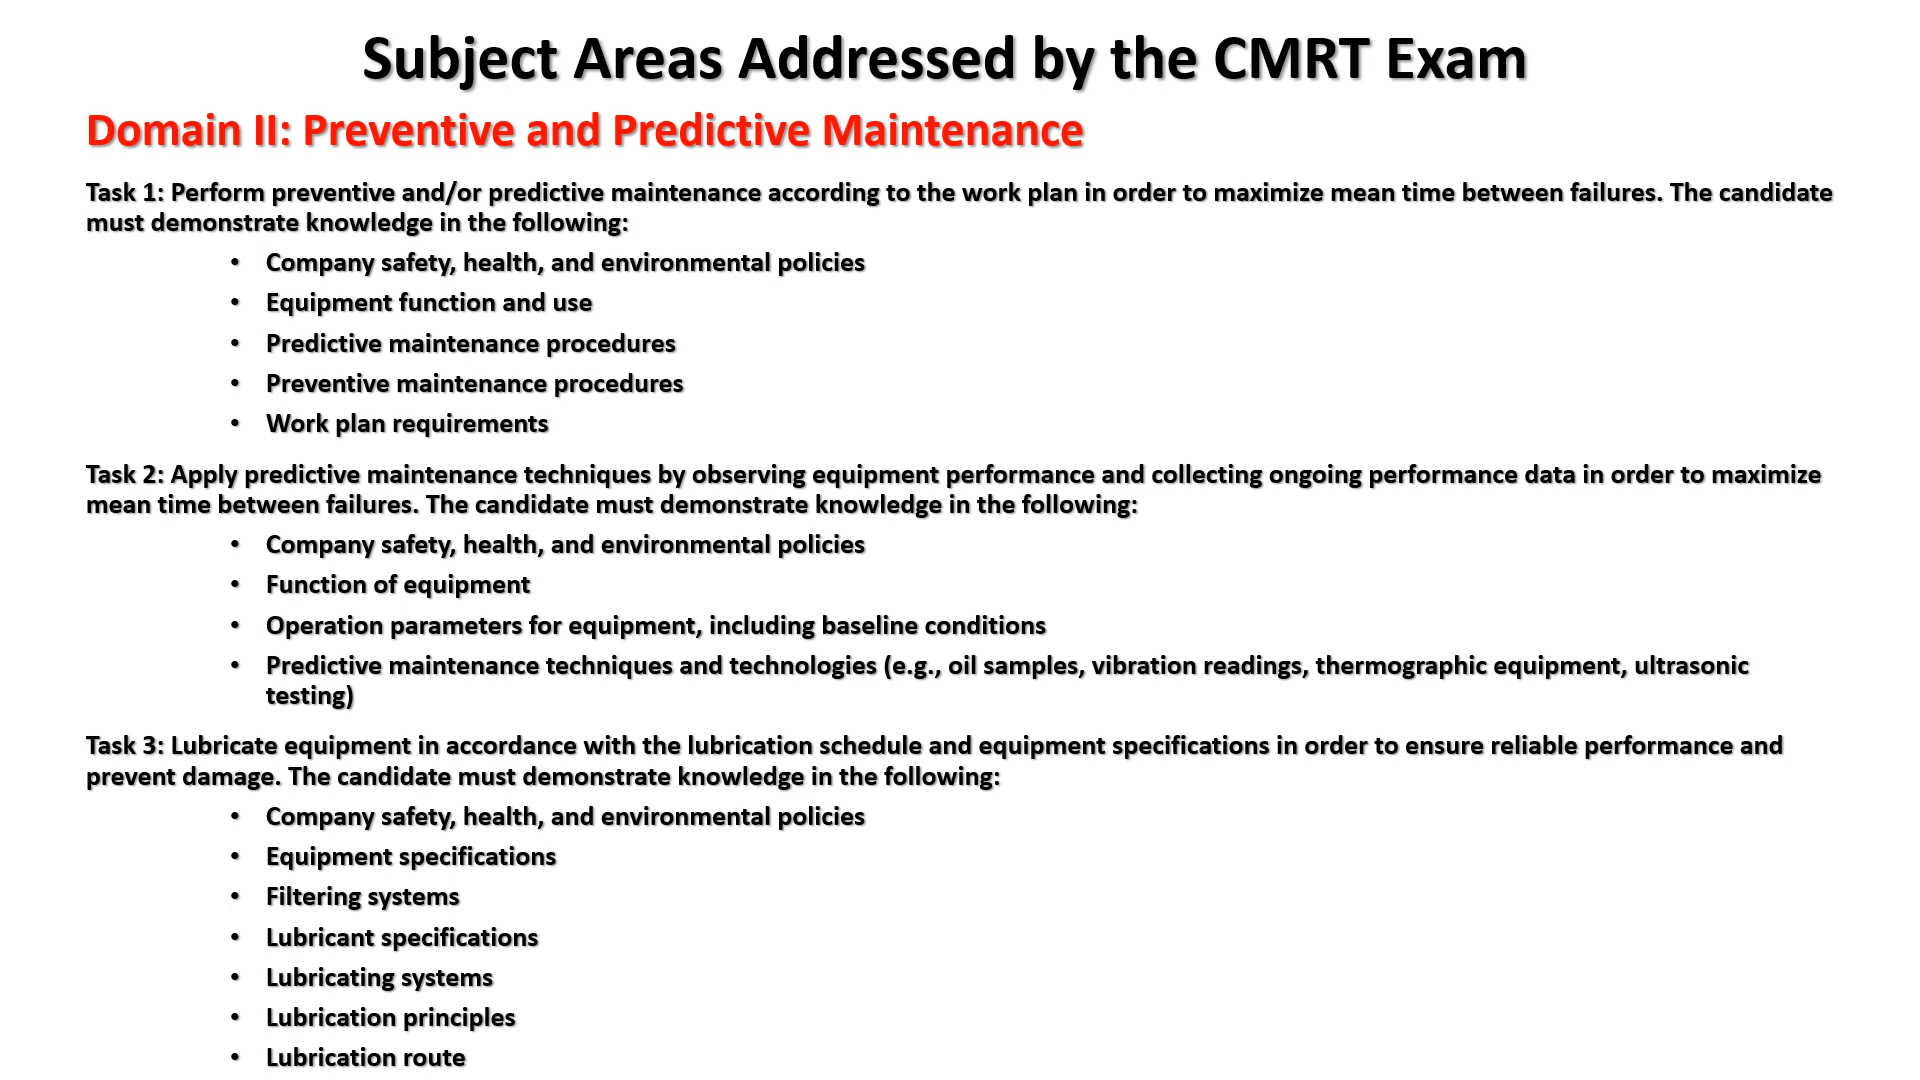 Subject Areas Addressed by the CMRT Exam
Domain II: Preventive and Predictive Maintenance
Task 1: Perform preventive and/or predictive maintenance according to the work plan in order to maximize mean time between failures. The candidate
must demonstrate knowledge in the following:
• Company safety, health, and environmental policies
• Equipment function and use
• Predictive maintenance procedures
• Preventive maintenance procedures
• Work plan requirements
Task 2: Apply predictive maintenance techniques by observing equipment performance and collecting ongoing performance data in order to maximize
mean time between failures. The candidate must demonstrate knowledge in the following:
• Company safety, health, and environmental policies
• Function of equipment
• Operation parameters for equipment, including baseline conditions
• Predictive maintenance techniques and technologies (e.g., oil samples, vibration readings, thermographic equipment, ultrasonic
testing)
Task 3: Lubricate equipment in accordance with the lubrication schedule and equipment specifications in order to ensure reliable performance and
prevent damage. The candidate must demonstrate knowledge in the following:
• Company safety, health, and environmental policies
• Equipment specifications
• Filtering systems
• Lubricant specifications
• Lubricating systems
• Lubrication principles
• Lubrication route